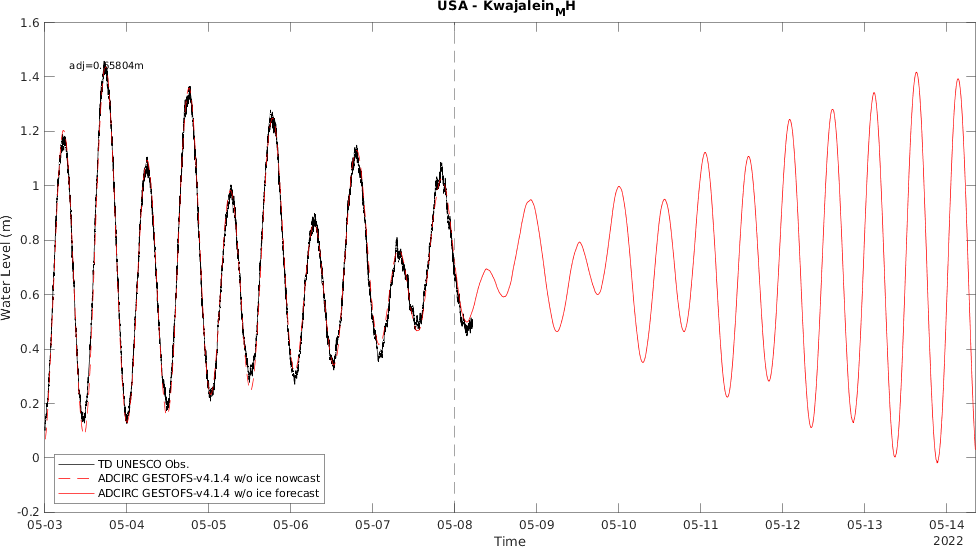 USA - Kwajalein_MH
adj=0.65804m
1.6
1.4
1.2
1
0.8
0.6
0.4
0.2
0
-0.2
Water Level (m)
TD UNESCO Obs.
ADCIRC GESTOFS-v4.1.4 w/o ice nowcast
ADCIRC GESTOFS-v4.1.4 w/o ice forecast
05-03 05-04 05-05 05-06 05-07 05-08 05-09 05-10 05-11 05-12 05-13 05-14
Time
2022